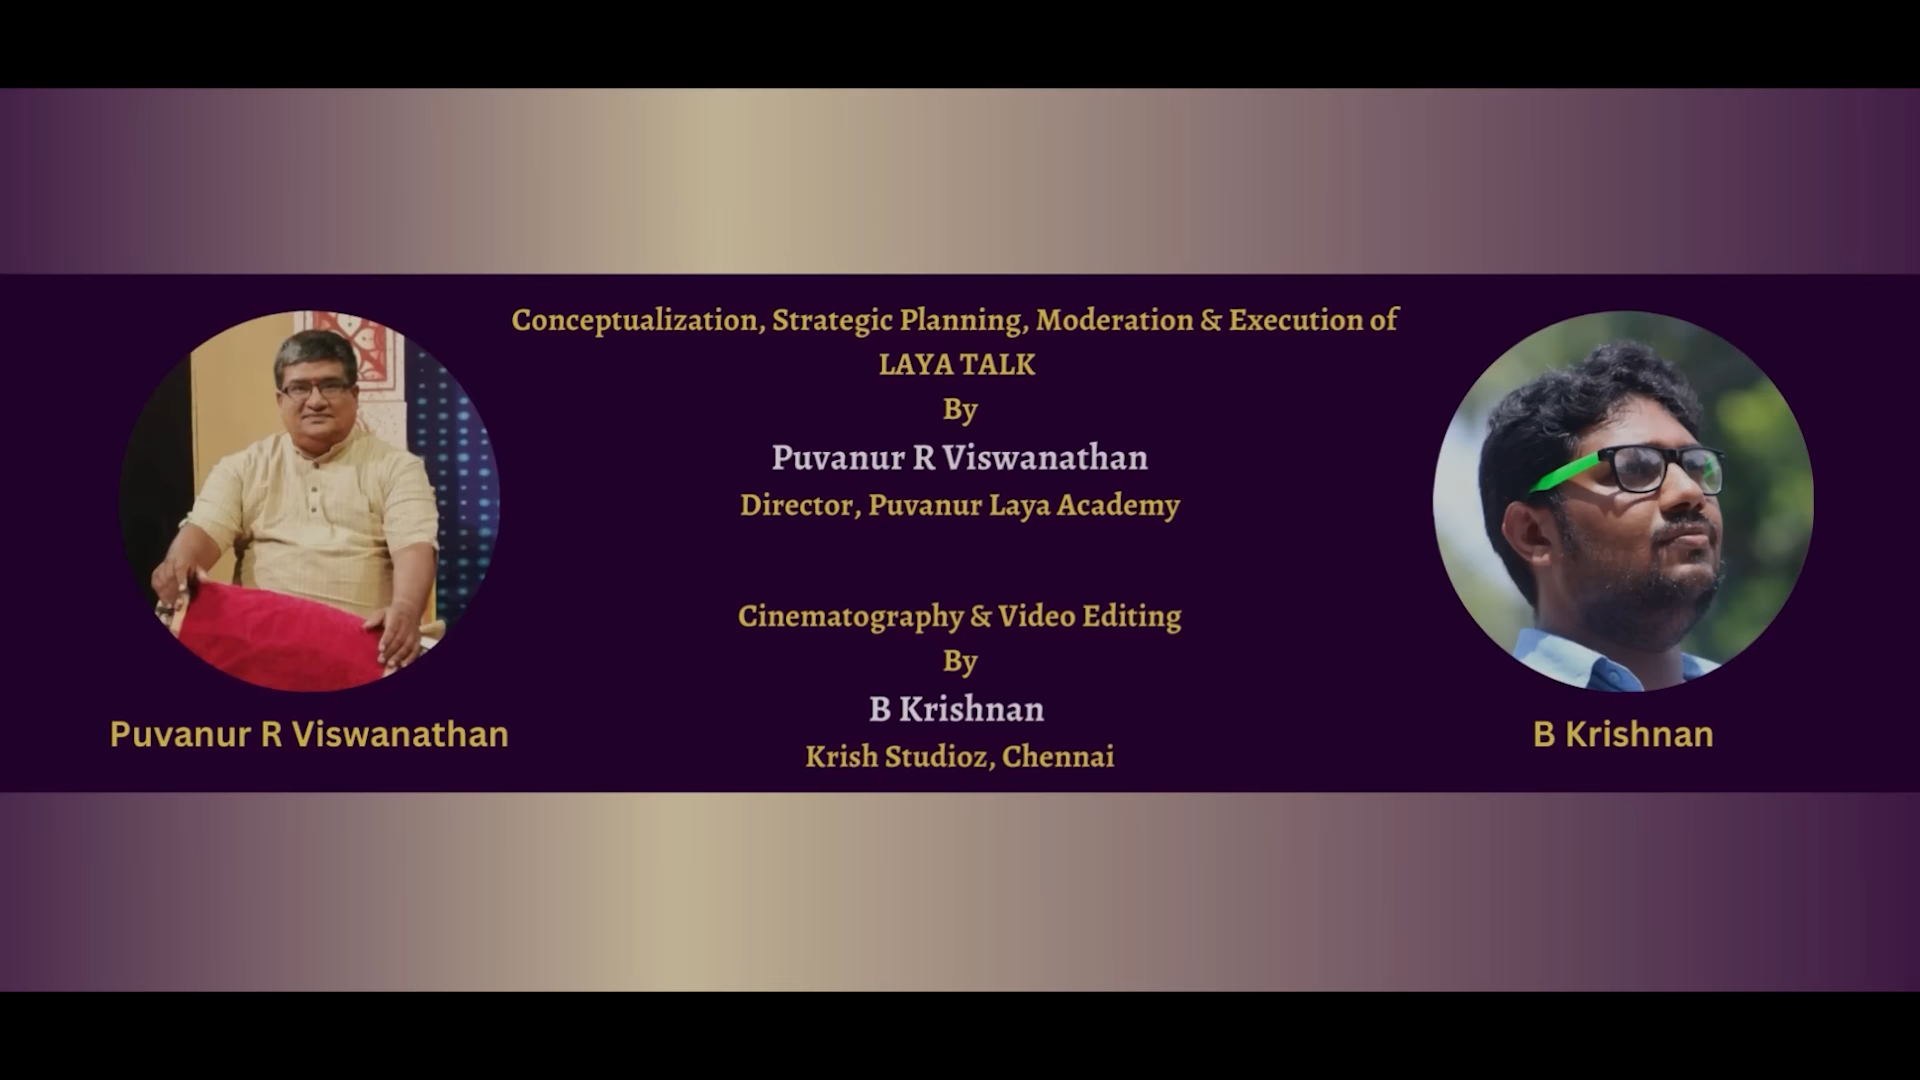 Conceptualization, Strategic Planning, Moderation & Execution of
LAYA TALK
By
Puvanur R Viswanathan
Director, Puvanur Laya Academy
Cinematography & Video Editing
By
B Krishnan
Krish Studioz, Chennai
Puvanur R Viswanathan
B Krishnan